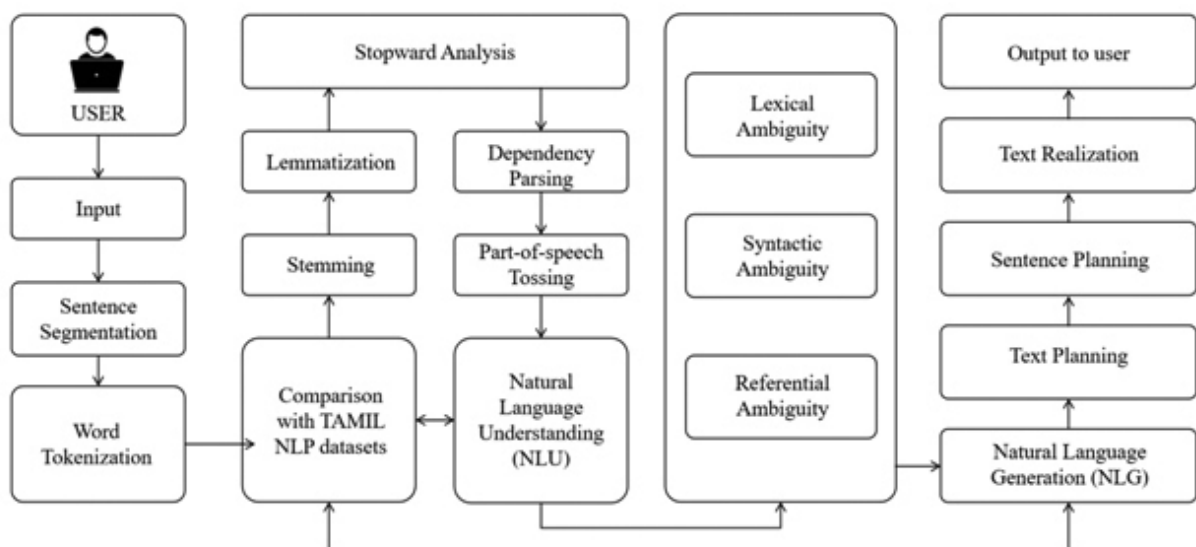 USER
Input
Sentence
Segmentation
Word
Tokenization
Stopward Analysis
Lemmatization
Stemming
Comparison
with TAMIL
NLP datasets
Dependency
Parsing
Part-of-speech
Tossing
Natural
Language
Understanding
(NLU)
Lexical
Ambiguity
Syntactic
Ambiguity
Referential
Ambiguity
Output to user
Text Realization
Sentence Planning
Text Planning
Natural Language
Generation (NLG)